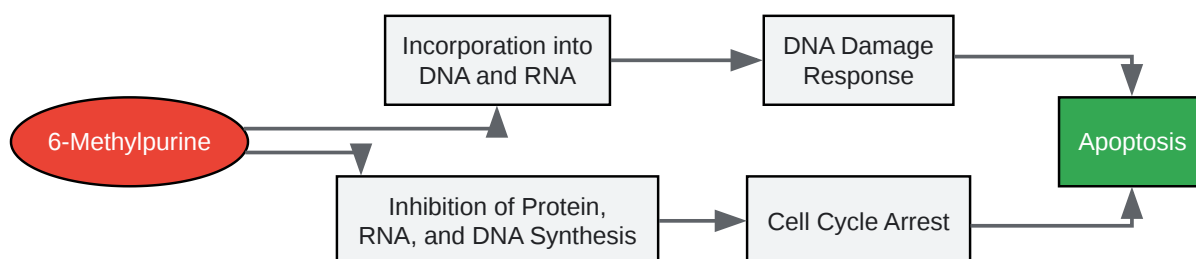 Incorporation into
DNA and RNA
DNA Damage
Response
6-Methylpurine
Apoptosis
Inhibition of Protein,
RNA, and DNA Synthesis
Cell Cycle Arrest